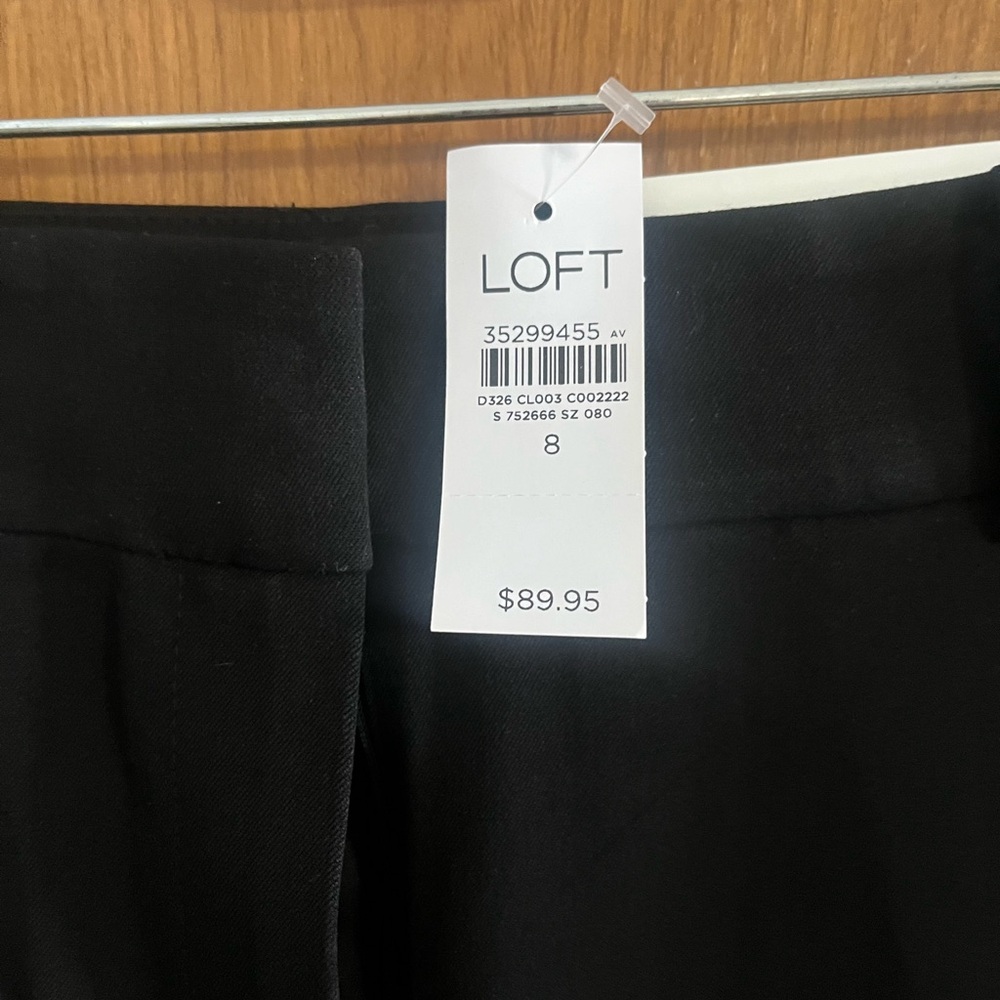 LOFT
35299455 AV
D326 CL003 C002222
S 752666 SZ 080
8
$89.95